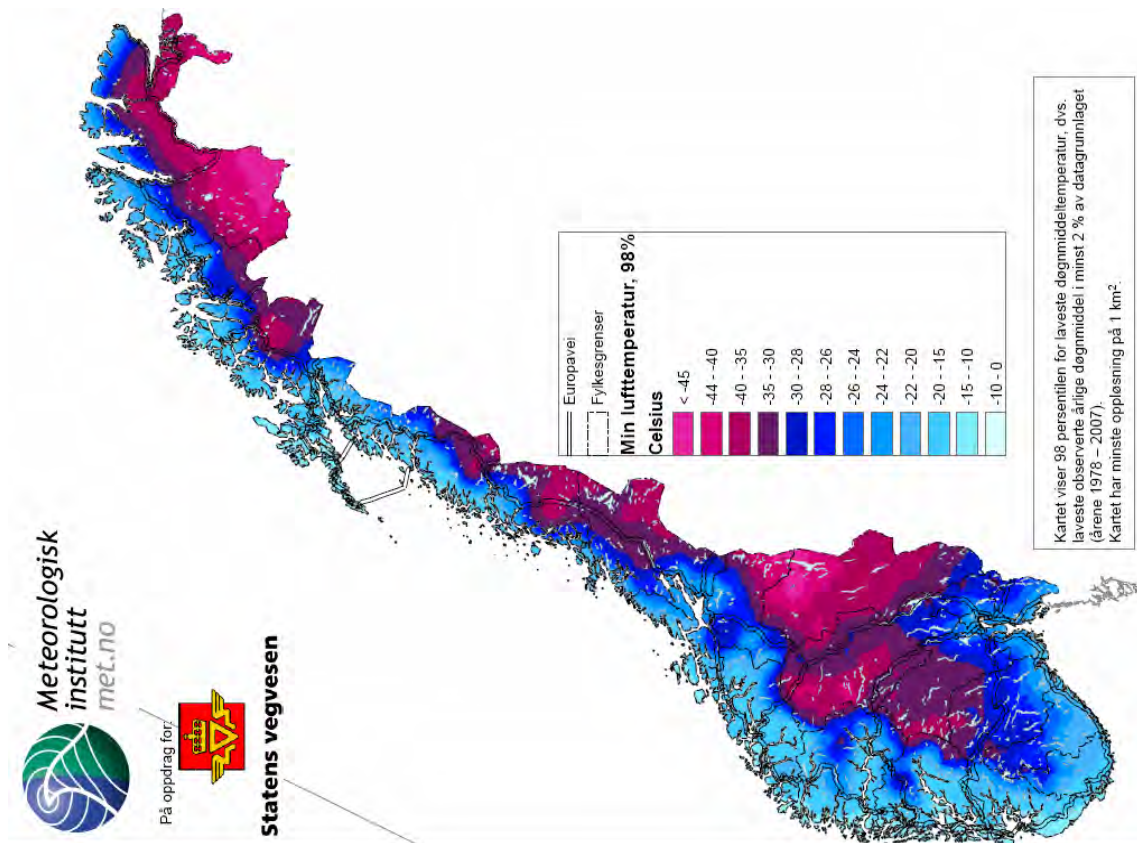 Meteorologisk
institutt
met.no
På oppdrag for:
Statens vegvesen
Europavei
Fylkesgrenser
Min lufttemperatur, 98%
Celsius
< -45
-44 - -40
-40 - -35
-35 - -30
-30 - -28
-28 - -26
-26 - -24
-24 - -22
-22 - -20
-20 - -15
-15 - -10
-10 - 0
Kartet viser 98 persentilen for laveste døgnmiddeltemperatur, dvs.
laveste observerte årlige døgnmiddel i minst 2 % av datagrunnlaget
(årene 1978 – 2007).
Kartet har minste oppløsning på 1 km².